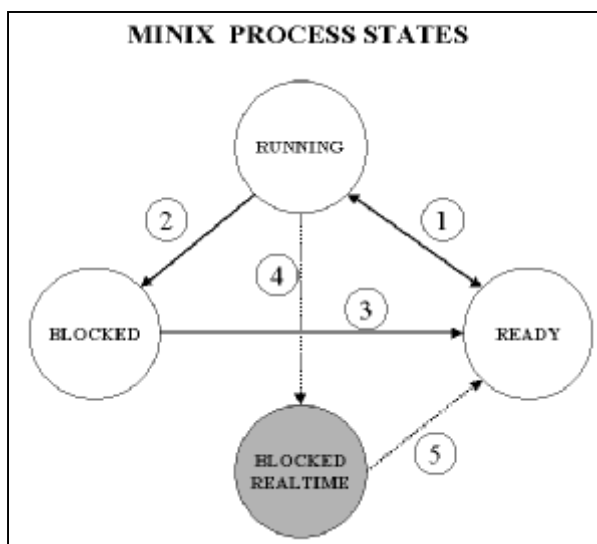 MINIX PROCESS STATES
RUNNING
2
1
4
3
BLOCKED
READY
BLOCKED
REALTIME
5